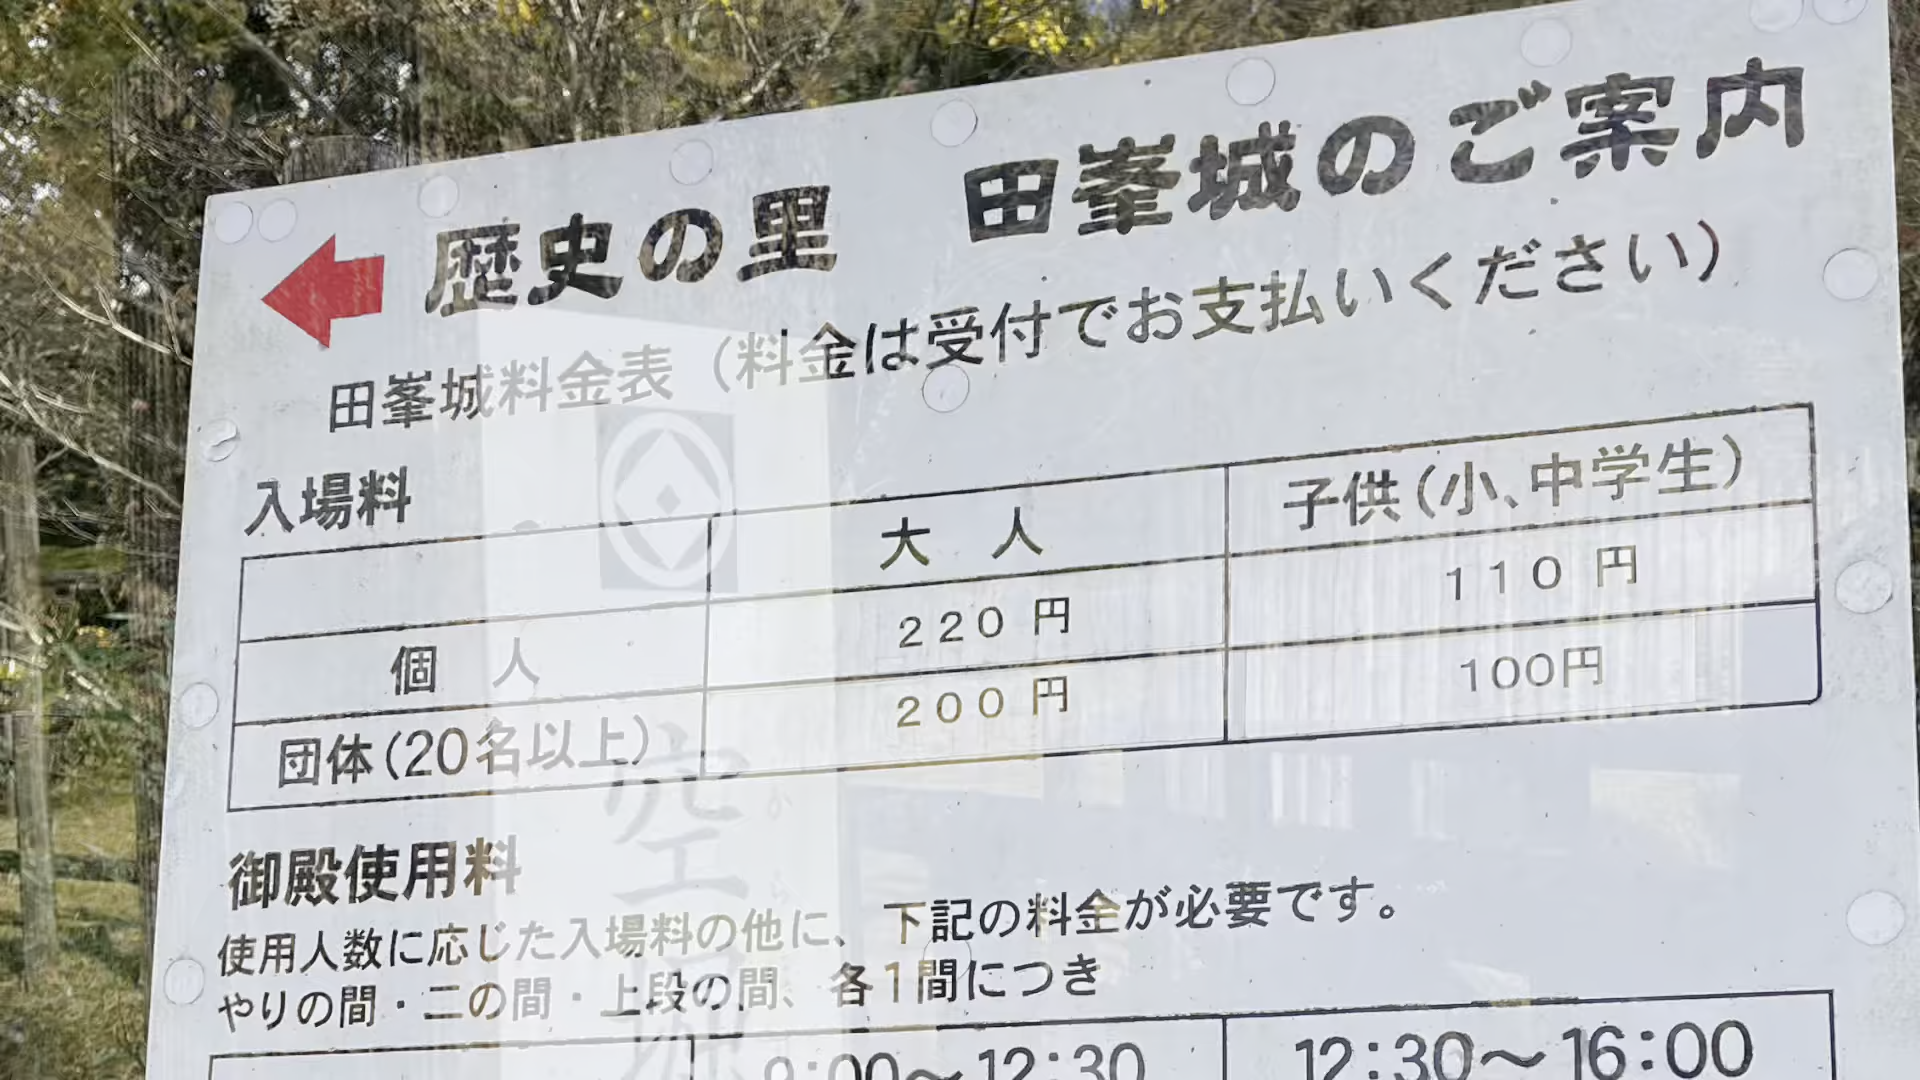 歴史の里　田峯城のご案内
田峯城料金表（料金は受付でお支払いください）
入場料
大　人
子供（小、中学生）
個　人
220 円
110 円
団体（20名以上）
200 円
100円
御殿使用料
使用人数に応じた入場料の他に、下記の料金が必要です。
やりの間・二の間・上段の間、各1間につき
9:00～12:30
12:30～16:00
空